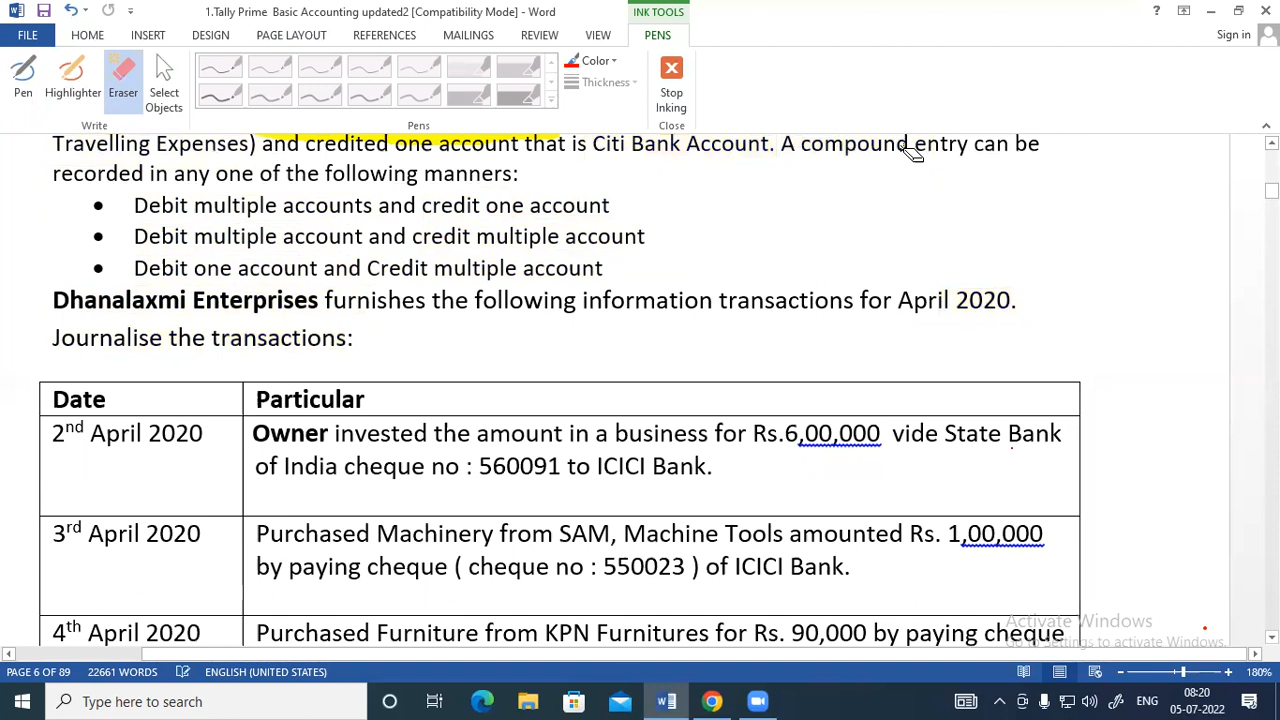 1.Tally Prime Basic Accounting updated2 [Compatibility Mode] - Word
INK TOOLS
?
FILE HOME INSERT DESIGN PAGE LAYOUT REFERENCES MAILINGS REVIEW VIEW PENS Sign in
Pen Highlighter Eraser Select Objects
Color
Thickness
Stop Inking
Write Pens Close
Travelling Expenses) and credited one account that is Citi Bank Account. A compound entry can be
recorded in any one of the following manners:
• Debit multiple accounts and credit one account
• Debit multiple account and credit multiple account
• Debit one account and Credit multiple account
Dhanalaxmi Enterprises furnishes the following information transactions for April 2020.
Journalise the transactions:
Date Particular
2nd April 2020 Owner invested the amount in a business for Rs.6,00,000 vide State Bank
of India cheque no : 560091 to ICICI Bank.
3rd April 2020 Purchased Machinery from SAM, Machine Tools amounted Rs. 1,00,000
by paying cheque ( cheque no : 550023 ) of ICICI Bank.
4th April 2020 Purchased Furniture from KPN Furnitures for Rs. 90,000 by paying cheque
Activate Windows
Go to Settings to activate Windows.
PAGE 6 OF 89 22661 WORDS ENGLISH (UNITED STATES) 180%
Type here to search
ENG
08:20
05-07-2022